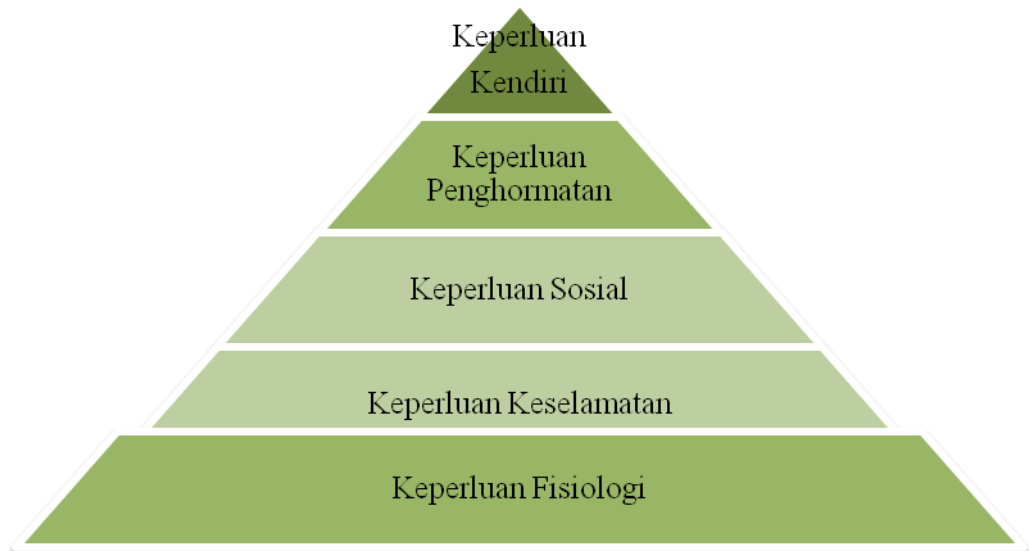 Keperluan
Kendiri
Keperluan
Penghormatan
Keperluan Sosial
Keperluan Keselamatan
Keperluan Fisiologi